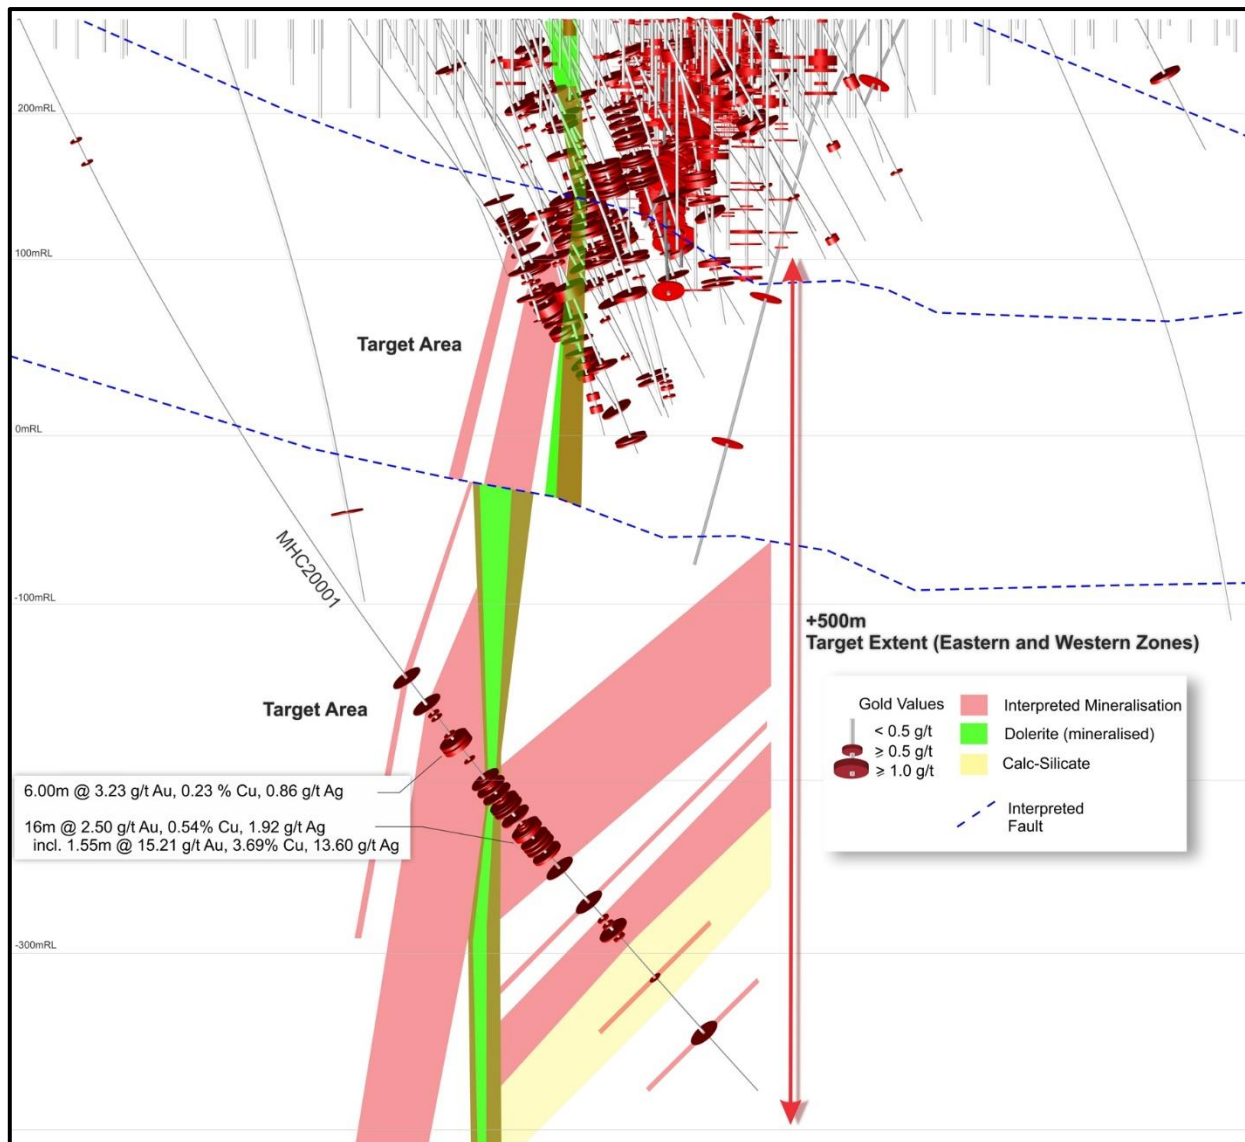 200mRL
100mRL
Target Area
0mRL
MHC20001
-100mRL
+500m
Target Extent (Eastern and Western Zones)
Target Area
Gold Values
< 0.5 g/t
≥ 0.5 g/t
≥ 1.0 g/t
Interpreted Mineralisation
Dolerite (mineralised)
Calc-Silicate
Interpreted
Fault
6.00m @ 3.23 g/t Au, 0.23 % Cu, 0.86 g/t Ag
16m @ 2.50 g/t Au, 0.54% Cu, 1.92 g/t Ag
incl. 1.55m @ 15.21 g/t Au, 3.69% Cu, 13.60 g/t Ag
-300mRL